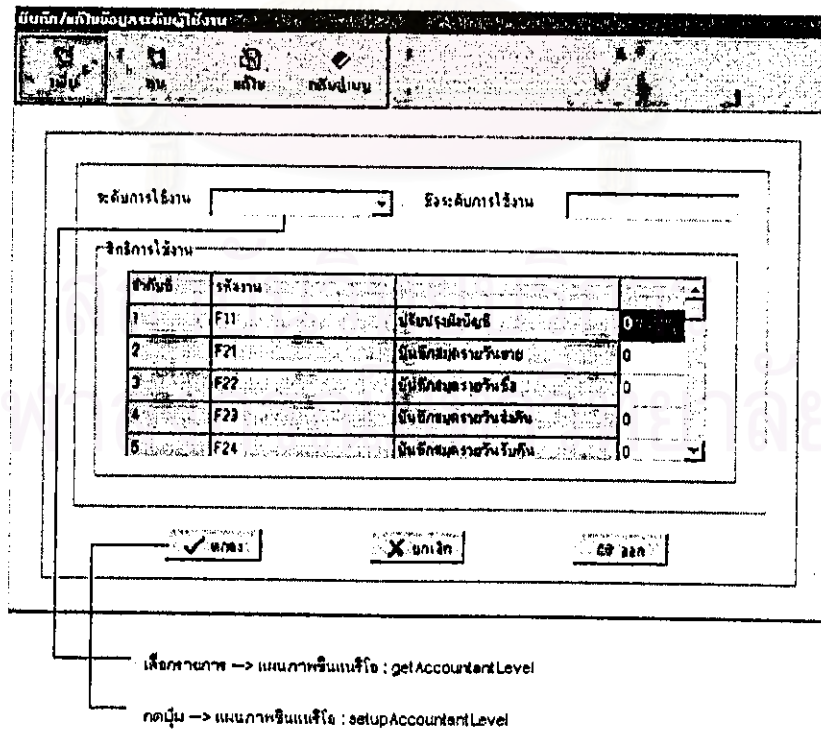 บันทึก/แก้ไขข้อมูลระดับผู้ใช้งาน
เพิ่ม ลบ แก้ไข กลับสู่เมนู
ระดับการใช้งาน ชื่อระดับการใช้งาน
สิทธิการใช้งาน
ลำดับที่ รหัสงาน
1 F11 ปรับปรุงผังบัญชี 0
2 F21 บันทึกสมุดรายวันขาย 0
3 F22 บันทึกสมุดรายวันซื้อ 0
4 F23 บันทึกสมุดรายวันส่งคืน 0
5 F24 บันทึกสมุดรายวันรับคืน 0
ตกลง ยกเลิก ออก
เลือกรายการ --> แผนภาพซีนแนริโอ : getAccountantLevel
กดปุ่ม --> แผนภาพซีนแนริโอ : setupAccountantLevel